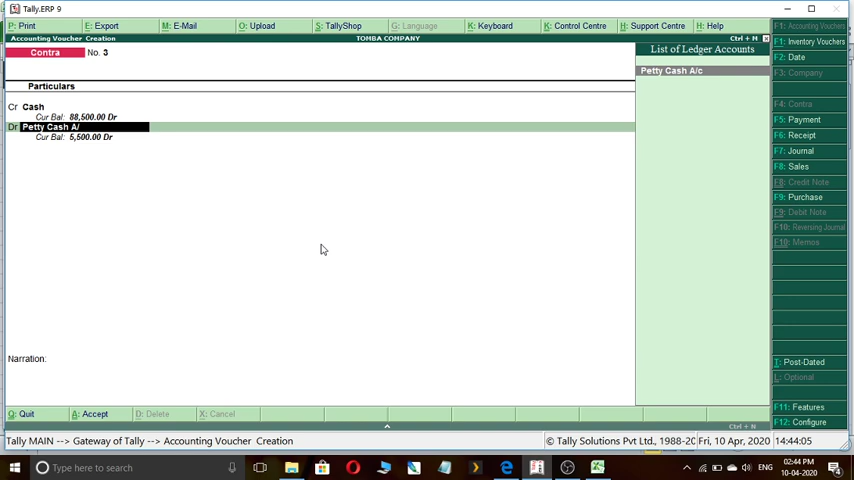 Tally.ERP 9
P: Print E: Export M: E-Mail O: Upload S: TallyShop G: Language K: Keyboard K: Control Centre H: Support Centre H: Help
F1: Accounting Vouchers
Accounting Voucher Creation TOMBA COMPANY Ctrl + M x
Contra No. 3
List of Ledger Accounts
F1: Inventory Vouchers
F2: Date
Petty Cash A/c
F3: Company
Particulars
F4: Contra
Cr Cash
Cur Bal: 88,500.00 Dr
F5: Payment
Dr Petty Cash A/
Cur Bal: 5,500.00 Dr
F6: Receipt
F7: Journal
F8: Sales
F8: Credit Note
F9: Purchase
F9: Debit Note
F10: Reversing Journal
F10: Memos
Narration:
T: Post-Dated
L: Optional
F11: Features
F12: Configure
Q: Quit A: Accept D: Delete X: Cancel
Ctrl + N
Tally MAIN --> Gateway of Tally --> Accounting Voucher Creation © Tally Solutions Pvt Ltd., 1988-20 Fri, 10 Apr, 2020 14:44:05
Type here to search ENG 02:44 PM
10-04-2020 4